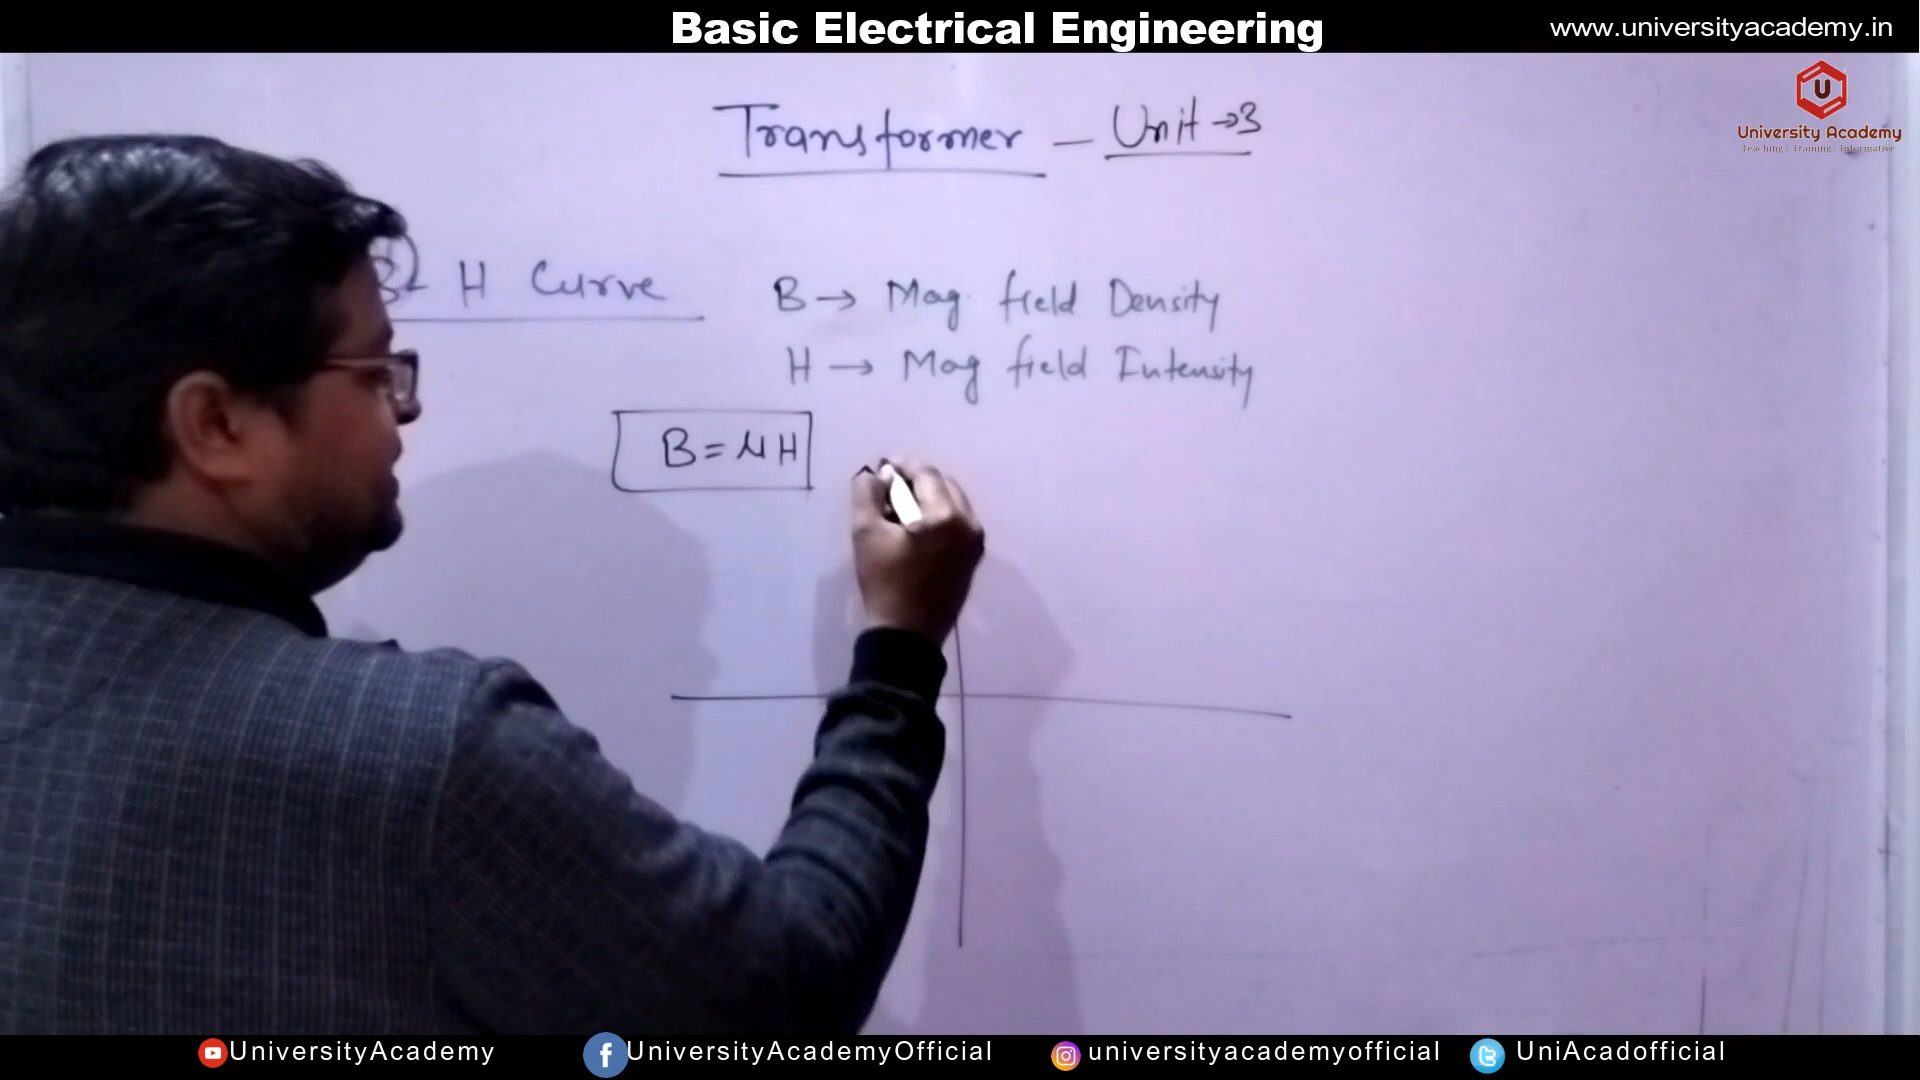 Basic Electrical Engineering
www.universityacademy.in
U
University Academy
Teaching | Training | Informative
Transformer - Unit → 3
B - H Curve
B → Mag. field Density
H → Mag field Intensity
B = μH
UniversityAcademy
UniversityAcademyOfficial
universityacademyofficial
UniAcadofficial